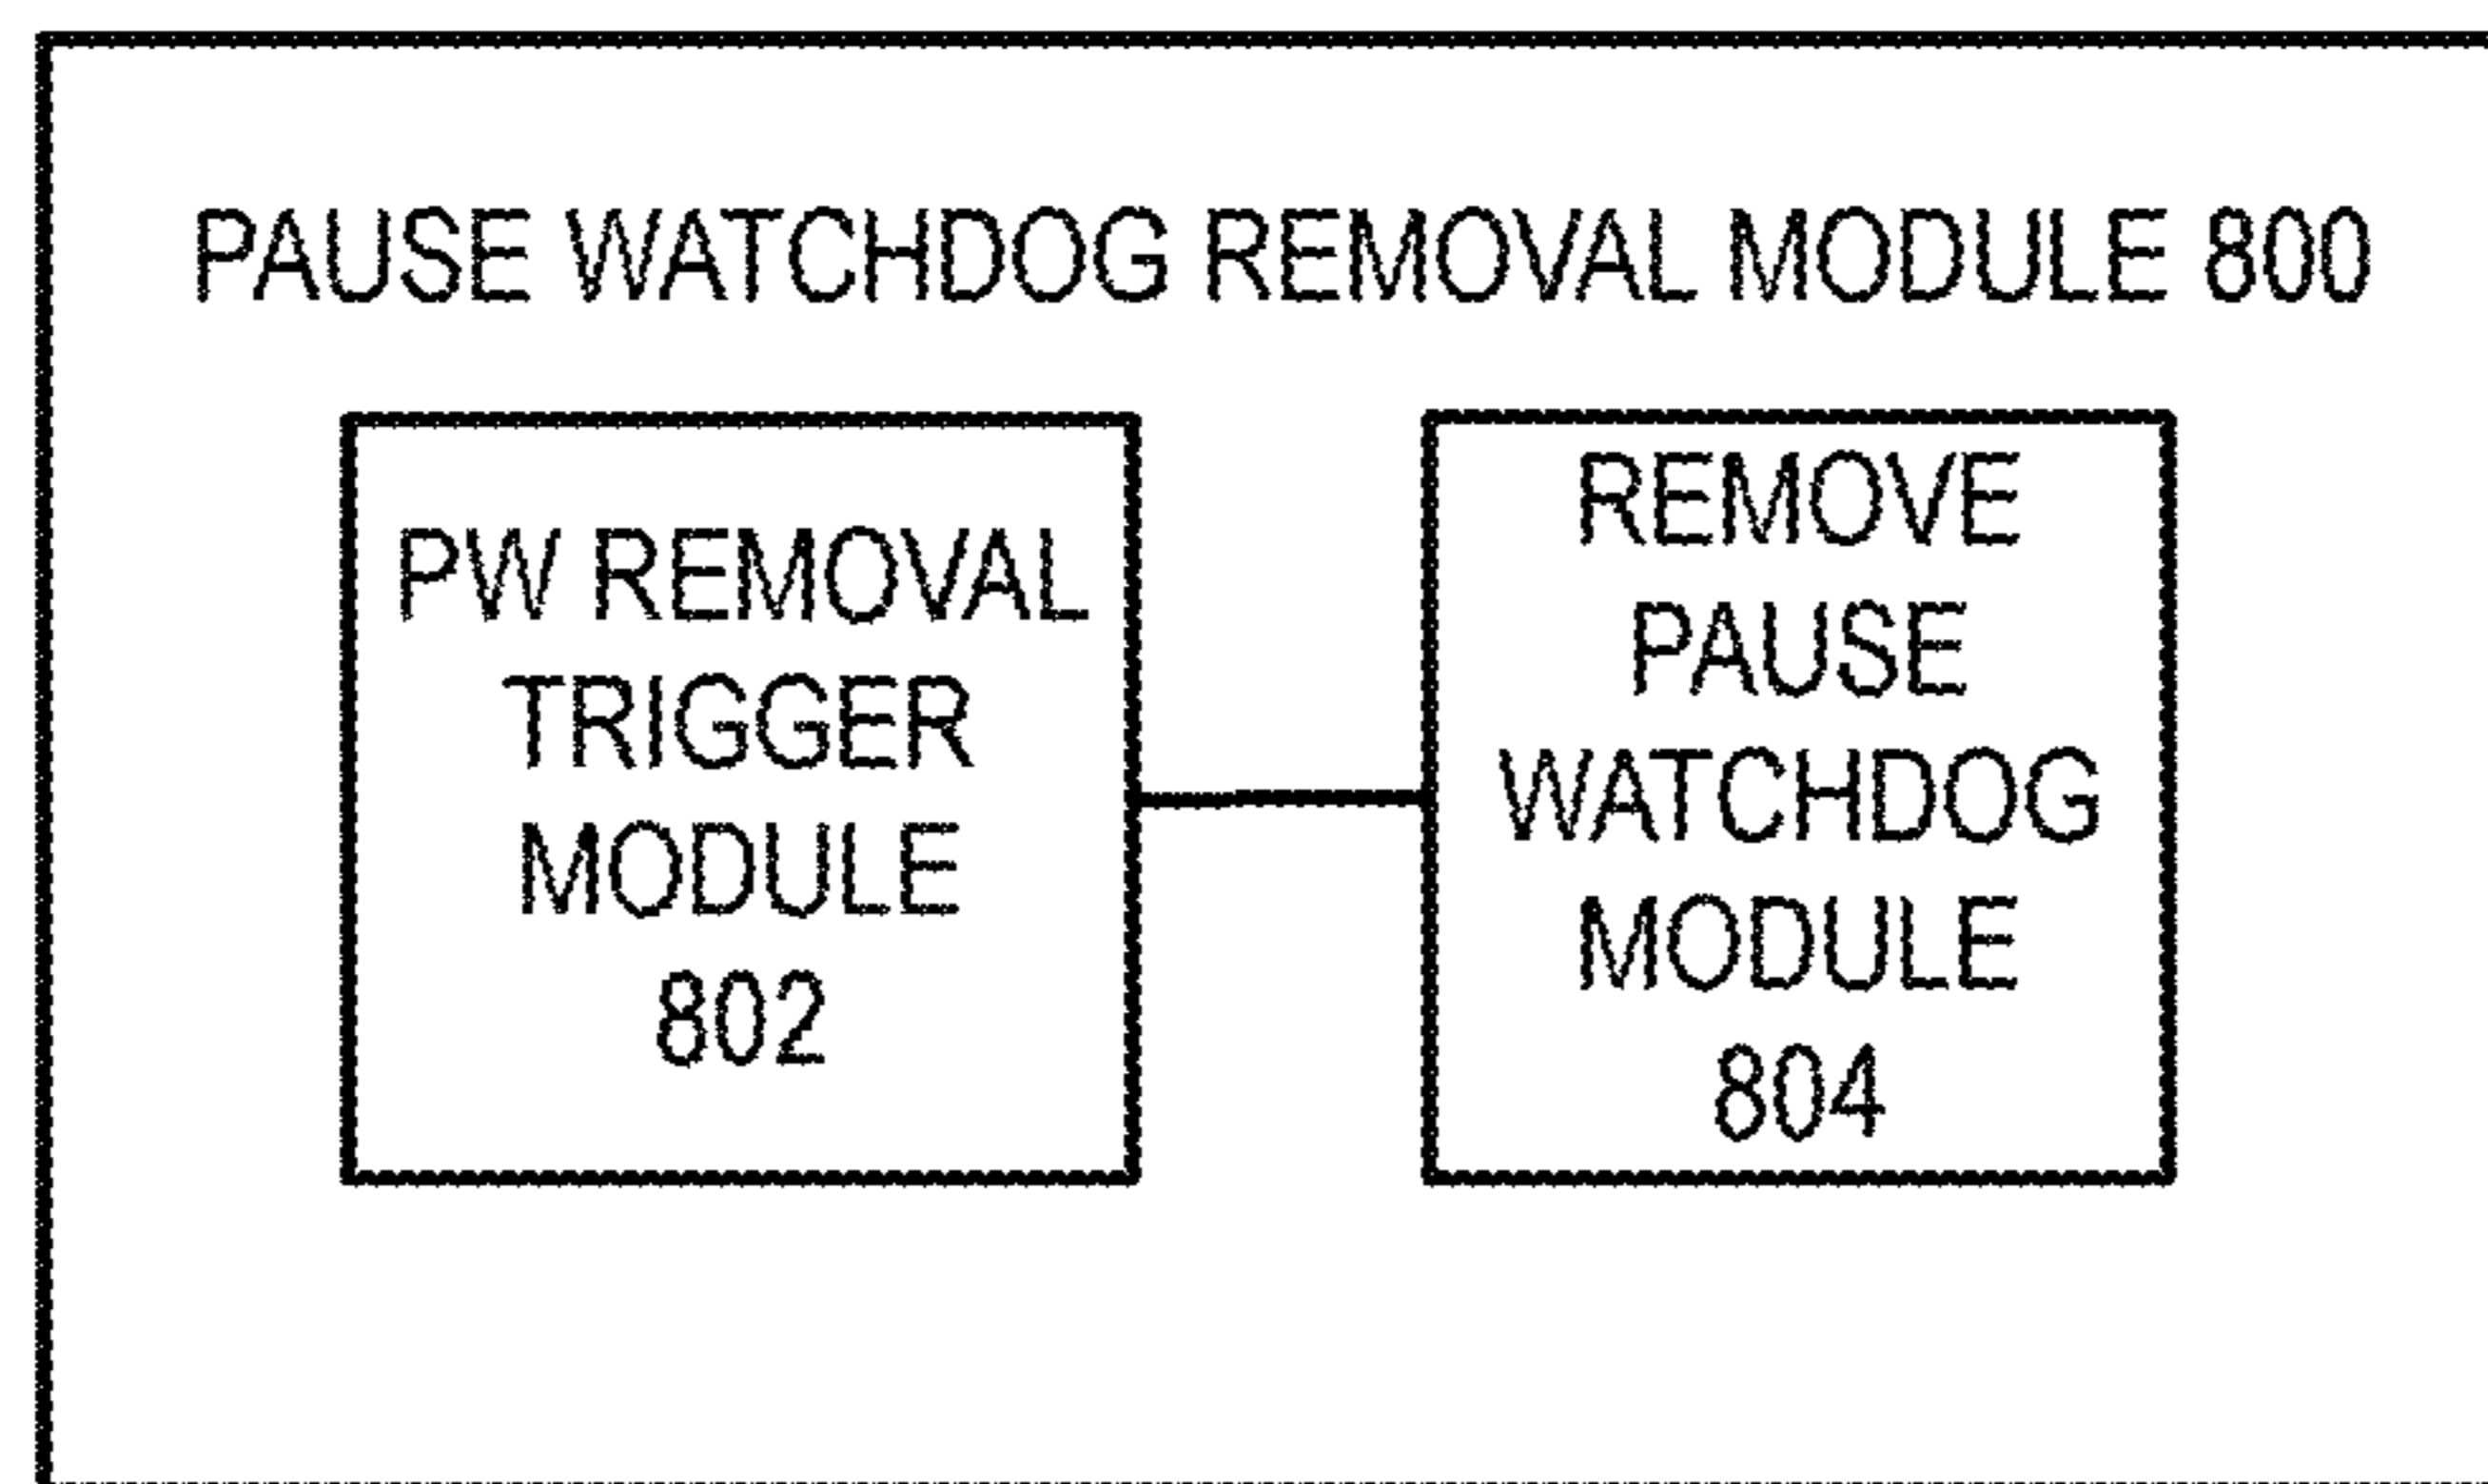 PAUSE WATCHDOG REMOVAL MODULE 800
PW REMOVAL
TRIGGER
MODULE
802
REMOVE
PAUSE
WATCHDOG
MODULE
804